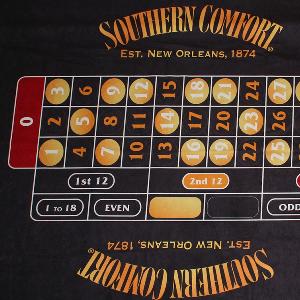 SOUTHERN COMFORT
EST. NEW ORLEANS, 1874
0
3 6 9 12 15 18 21 24 27
2 5 8 11 14 17 20 23 26
1 4 7 10 13 16 19 22 25
1st 12 2nd 12
1 TO 18 EVEN ODD
EST. NEW ORLEANS, 1874
SOUTHERN COMFORT